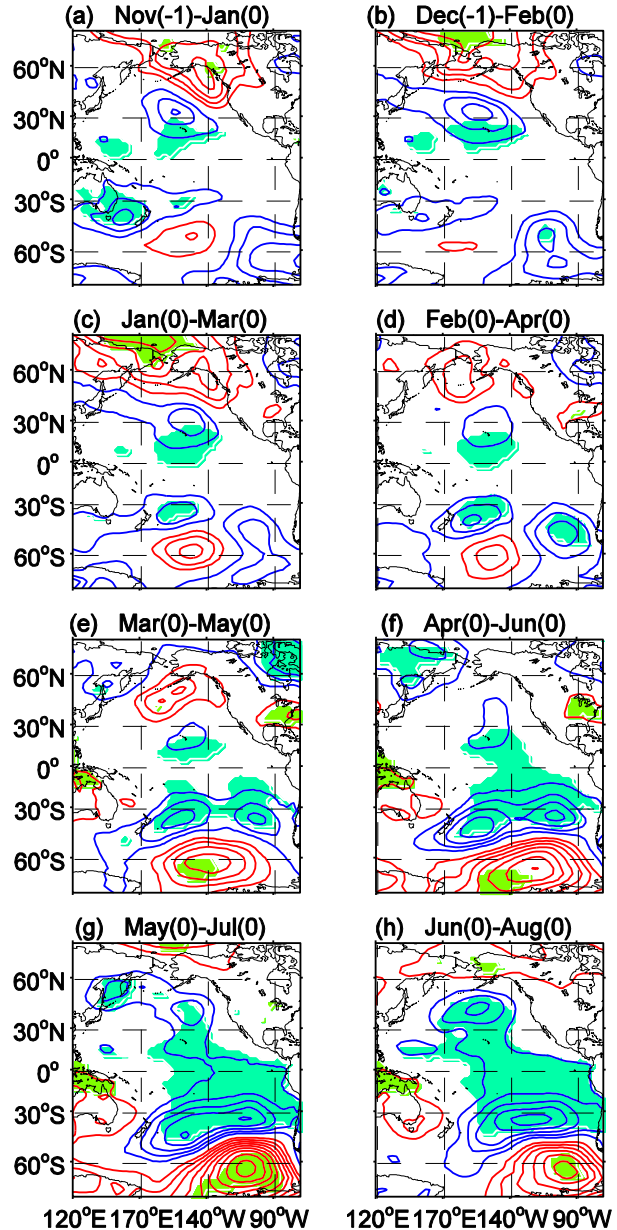 (a) Nov(-1)-Jan(0) (b) Dec(-1)-Feb(0)
60°N
30°N
0°
30°S
60°S
(c) Jan(0)-Mar(0) (d) Feb(0)-Apr(0)
60°N
30°N
0°
30°S
60°S
(e) Mar(0)-May(0) (f) Apr(0)-Jun(0)
60°N
30°N
0°
30°S
60°S
(g) May(0)-Jul(0) (h) Jun(0)-Aug(0)
60°N
30°N
0°
30°S
60°S
120°E 170°E 140°W 90°W 120°E 170°E 140°W 90°W